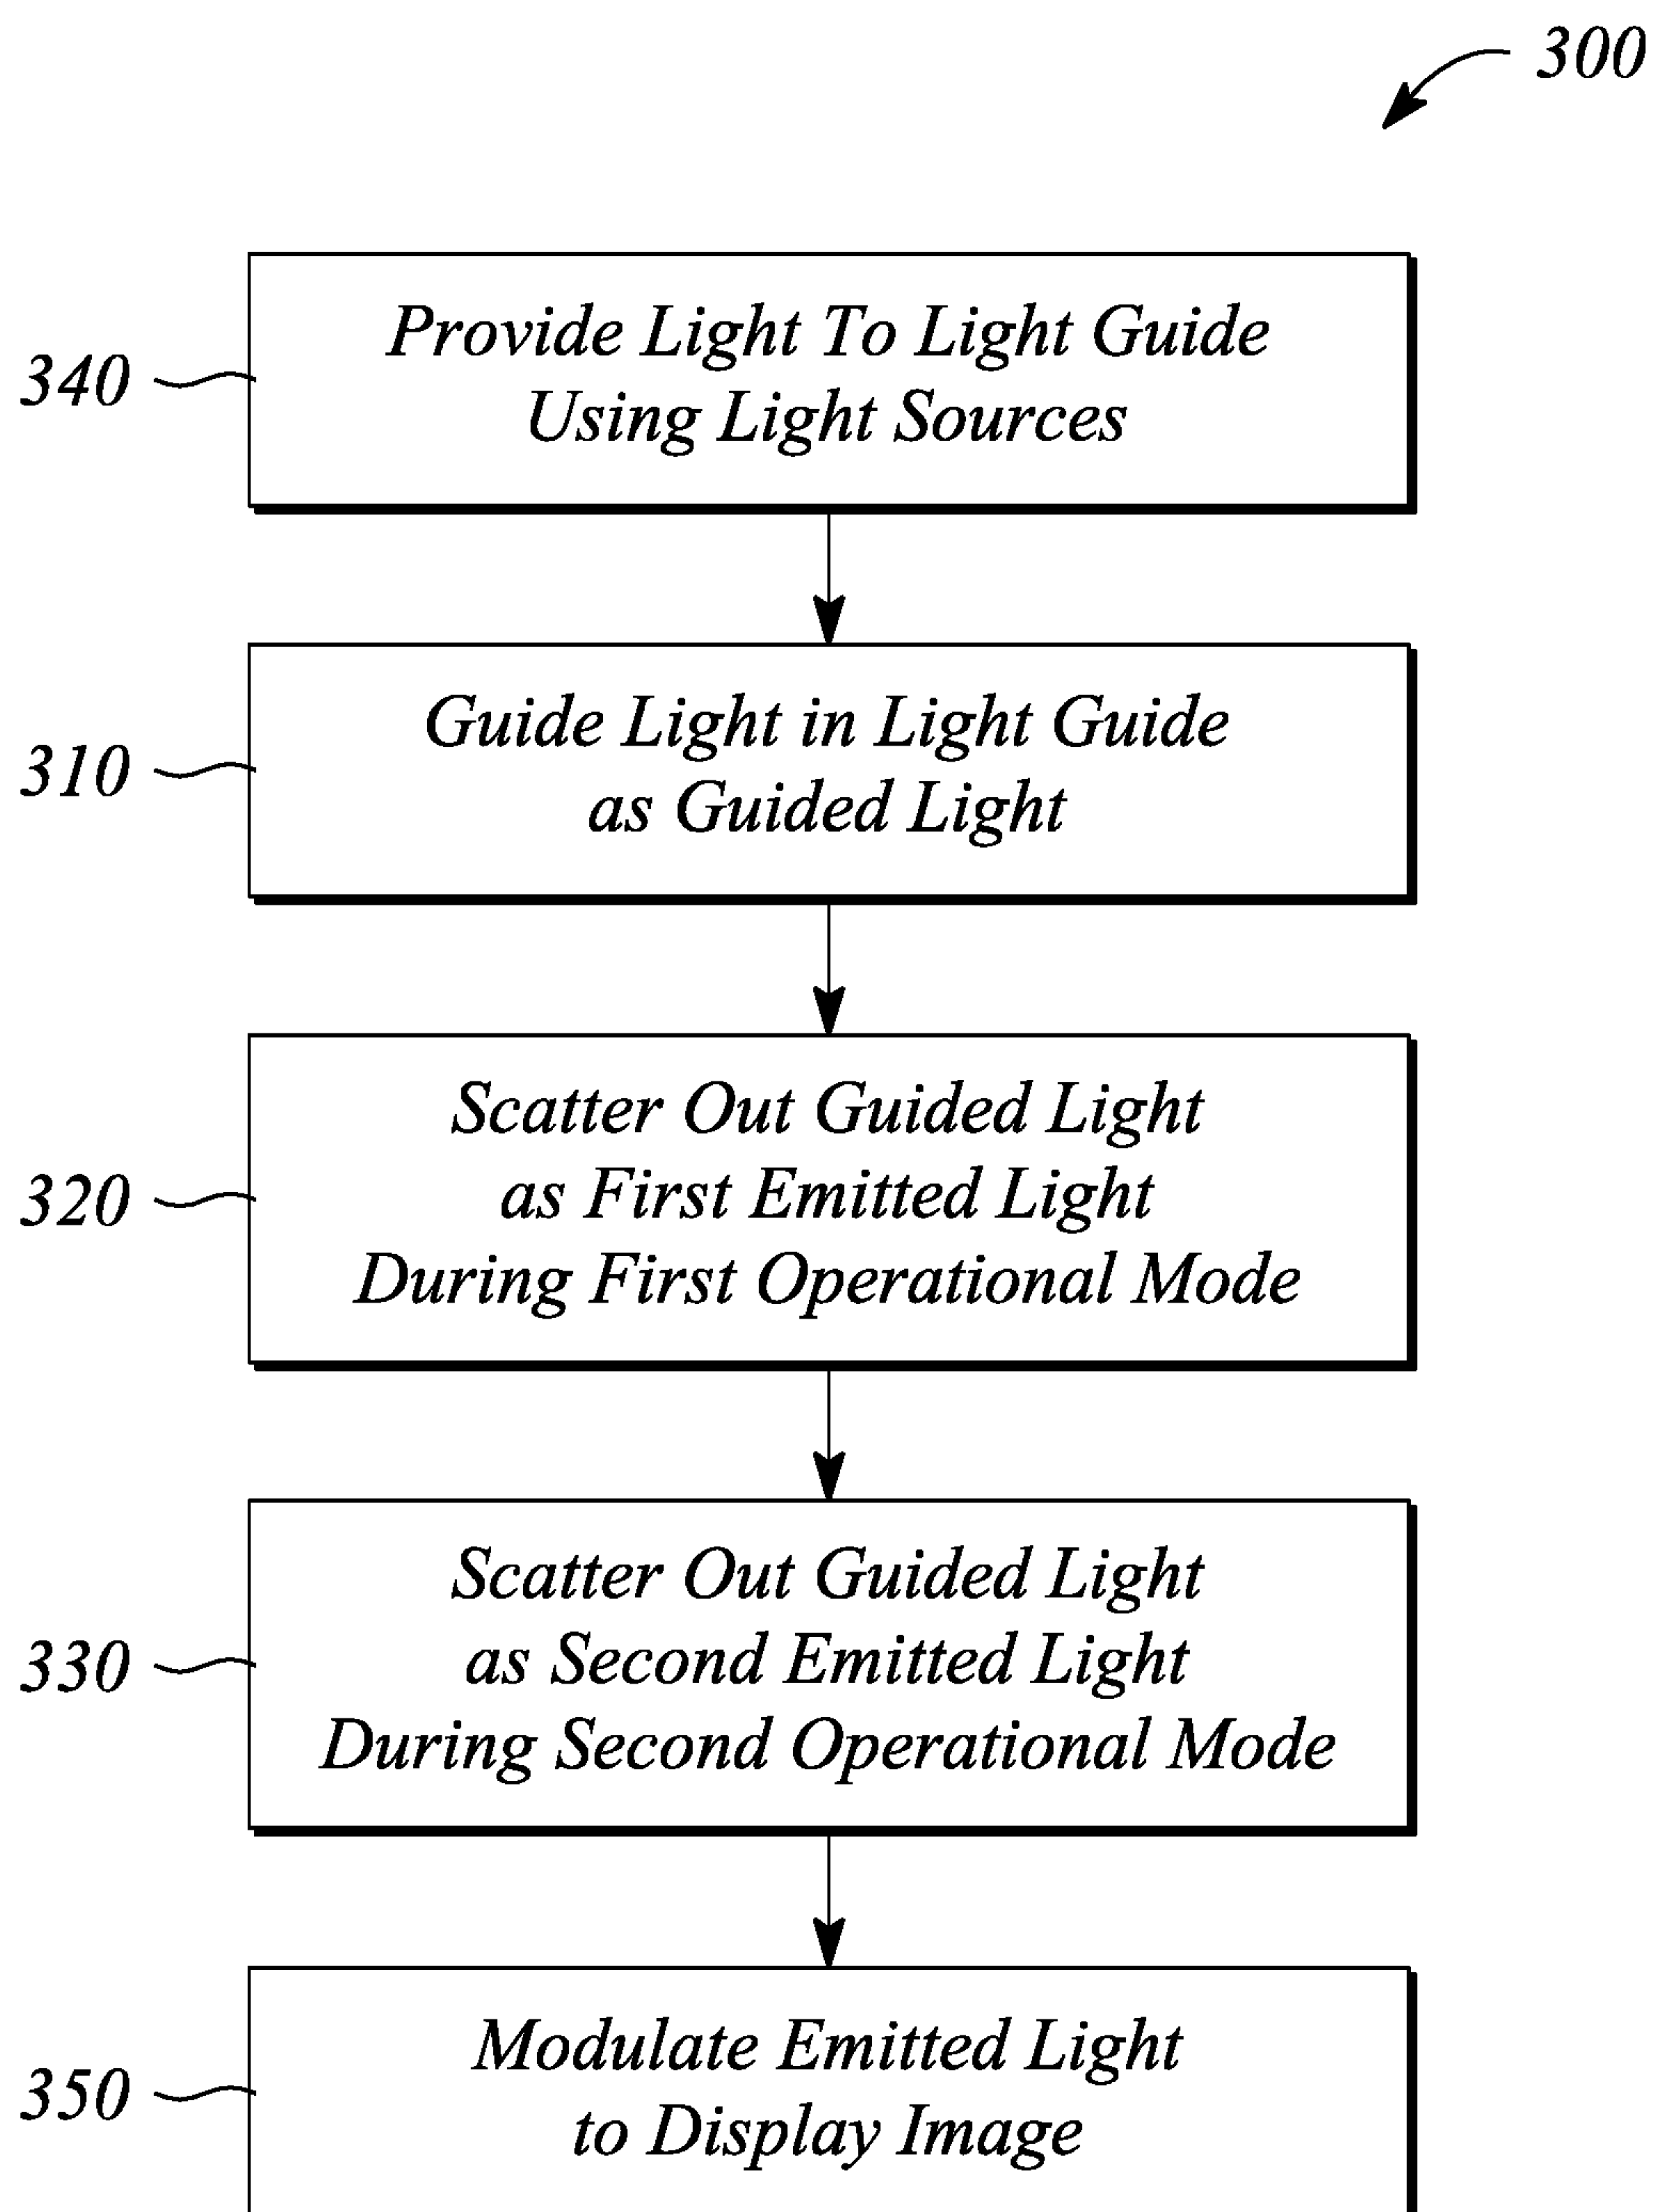 300
340
Provide Light To Light Guide
Using Light Sources
310
Guide Light in Light Guide
as Guided Light
320
Scatter Out Guided Light
as First Emitted Light
During First Operational Mode
330
Scatter Out Guided Light
as Second Emitted Light
During Second Operational Mode
350
Modulate Emitted Light
to Display Image